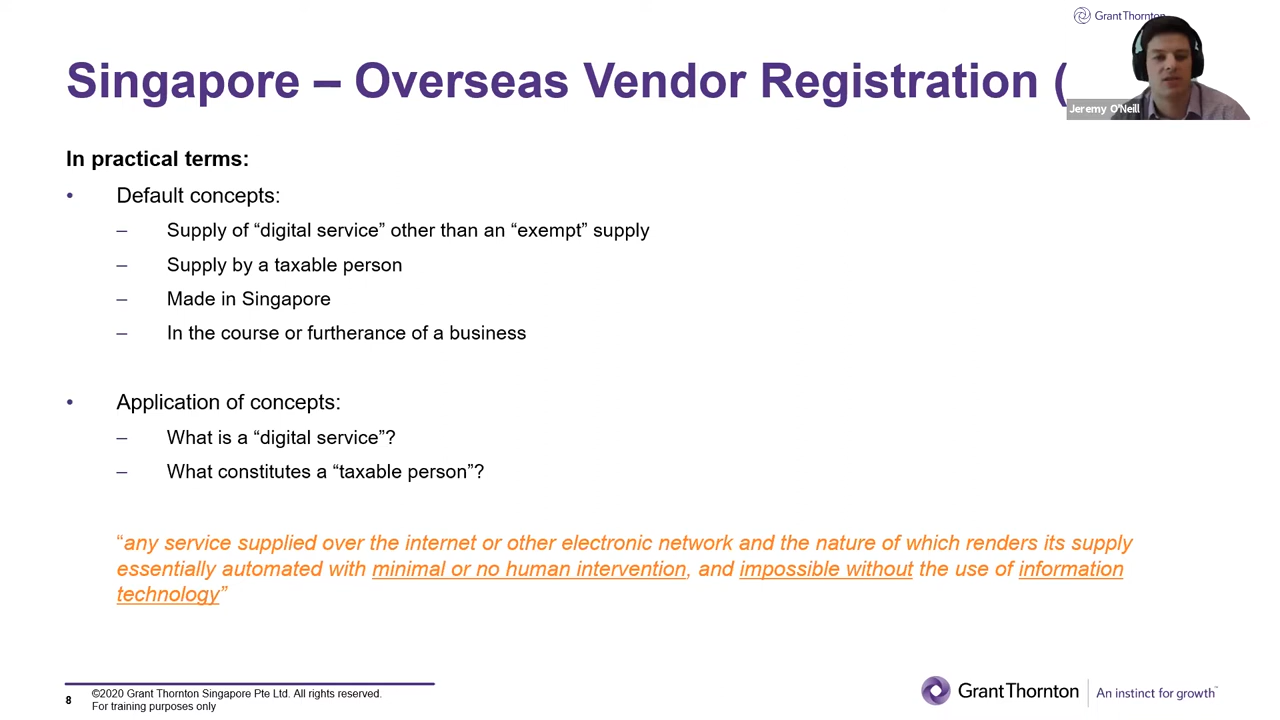 Grant Thornton
Singapore – Overseas Vendor Registration (
Jeremy O'Neill
In practical terms:
• Default concepts:
– Supply of “digital service” other than an “exempt” supply
– Supply by a taxable person
– Made in Singapore
– In the course or furtherance of a business
• Application of concepts:
– What is a “digital service”?
– What constitutes a “taxable person”?
“any service supplied over the internet or other electronic network and the nature of which renders its supply
essentially automated with minimal or no human intervention, and impossible without the use of information
technology”
8
©2020 Grant Thornton Singapore Pte Ltd. All rights reserved.
For training purposes only
Grant Thornton
An instinct for growth™